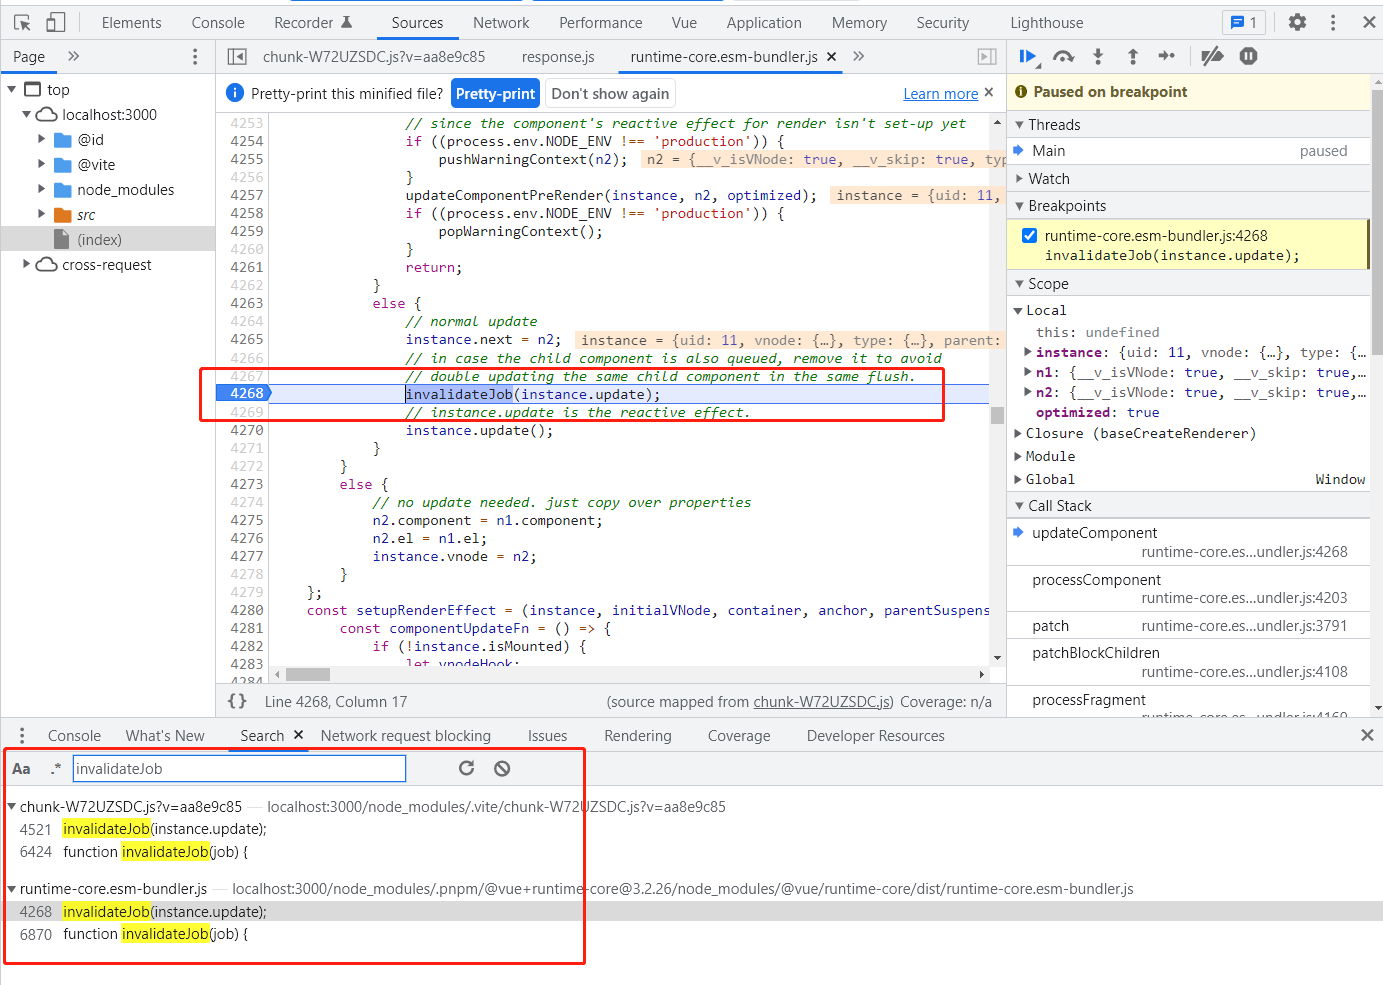 Elements Console Recorder Sources Network Performance Vue Application Memory Security Lighthouse 1
Page
chunk-W72UZSDC.js?v=aa8e9c85 response.js runtime-core.esm-bundler.js
top
localhost:3000
@id
@vite
node_modules
src
(index)
cross-request
Pretty-print this minified file? Pretty-print Don't show again Learn more
4253 // since the component's reactive effect for render isn't set-up yet
4254 if ((process.env.NODE_ENV !== 'production')) {
4255 pushWarningContext(n2); n2 = {__v_isVNode: true, __v_skip: true, typ
4256 }
4257 updateComponentPreRender(instance, n2, optimized); instance = {uid: 11,
4258 if ((process.env.NODE_ENV !== 'production')) {
4259 popWarningContext();
4260 }
4261 return;
4262 }
4263 else {
4264 // normal update
4265 instance.next = n2; instance = {uid: 11, vnode: {…}, type: {…}, parent:
4266 // in case the child component is also queued, remove it to avoid
4267 // double updating the same child component in the same flush.
4268 invalidateJob(instance.update);
4269 // instance.update is the reactive effect.
4270 instance.update();
4271 }
4272 }
4273 else {
4274 // no update needed. just copy over properties
4275 n2.component = n1.component;
4276 n2.el = n1.el;
4277 instance.vnode = n2;
4278 }
4279 };
4280 const setupRenderEffect = (instance, initialVNode, container, anchor, parentSuspens
4281 const componentUpdateFn = () => {
4282 if (!instance.isMounted) {
4283 let vnodeHook;
4284
{} Line 4268, Column 17 (source mapped from chunk-W72UZSDC.js) Coverage: n/a
Paused on breakpoint
Threads
Main paused
Watch
Breakpoints
runtime-core.esm-bundler.js:4268
invalidateJob(instance.update);
Scope
Local
this: undefined
instance: {uid: 11, vnode: {…}, type: {…
n1: {__v_isVNode: true, __v_skip: true,…
n2: {__v_isVNode: true, __v_skip: true,…
optimized: true
Closure (baseCreateRenderer)
Module
Global Window
Call Stack
updateComponent
runtime-core.es…undler.js:4268
processComponent
runtime-core.es…undler.js:4203
patch runtime-core.es…undler.js:3791
patchBlockChildren
runtime-core.es…undler.js:4108
processFragment
runtime-core.es…undler.js:4169
Console What's New Search Network request blocking Issues Rendering Coverage Developer Resources
Aa .* invalidateJob
chunk-W72UZSDC.js?v=aa8e9c85 — localhost:3000/node_modules/.vite/chunk-W72UZSDC.js?v=aa8e9c85
4521 invalidateJob(instance.update);
6424 function invalidateJob(job) {
runtime-core.esm-bundler.js — localhost:3000/node_modules/.pnpm/@vue+runtime-core@3.2.26/node_modules/@vue/runtime-core/dist/runtime-core.esm-bundler.js
4268 invalidateJob(instance.update);
6870 function invalidateJob(job) {